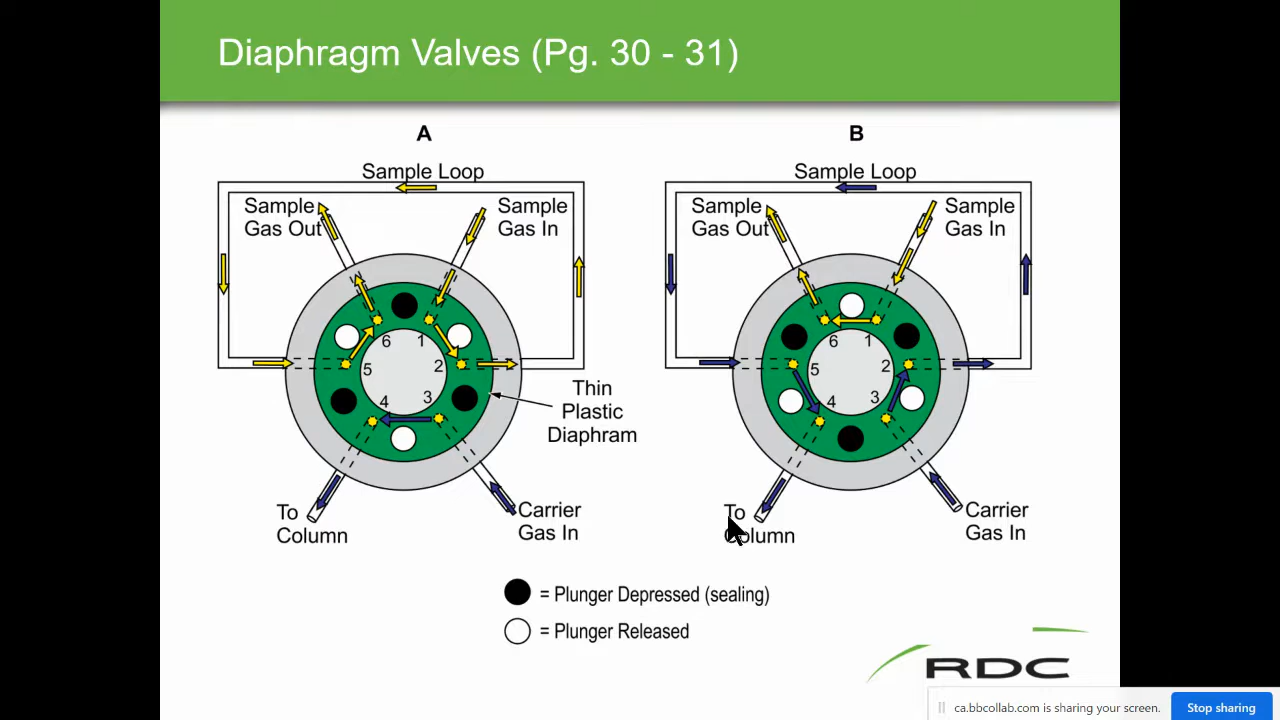 Diaphragm Valves (Pg. 30 - 31)
A
Sample Loop
Sample
Gas Out
Sample
Gas In
6
1
5
2
4
3
Thin
Plastic
Diaphram
To
Column
Carrier
Gas In
B
Sample Loop
Sample
Gas Out
Sample
Gas In
6
1
5
2
4
3
To
Column
Carrier
Gas In
= Plunger Depressed (sealing)
= Plunger Released
RDC
ca.bbcollab.com is sharing your screen.
Stop sharing